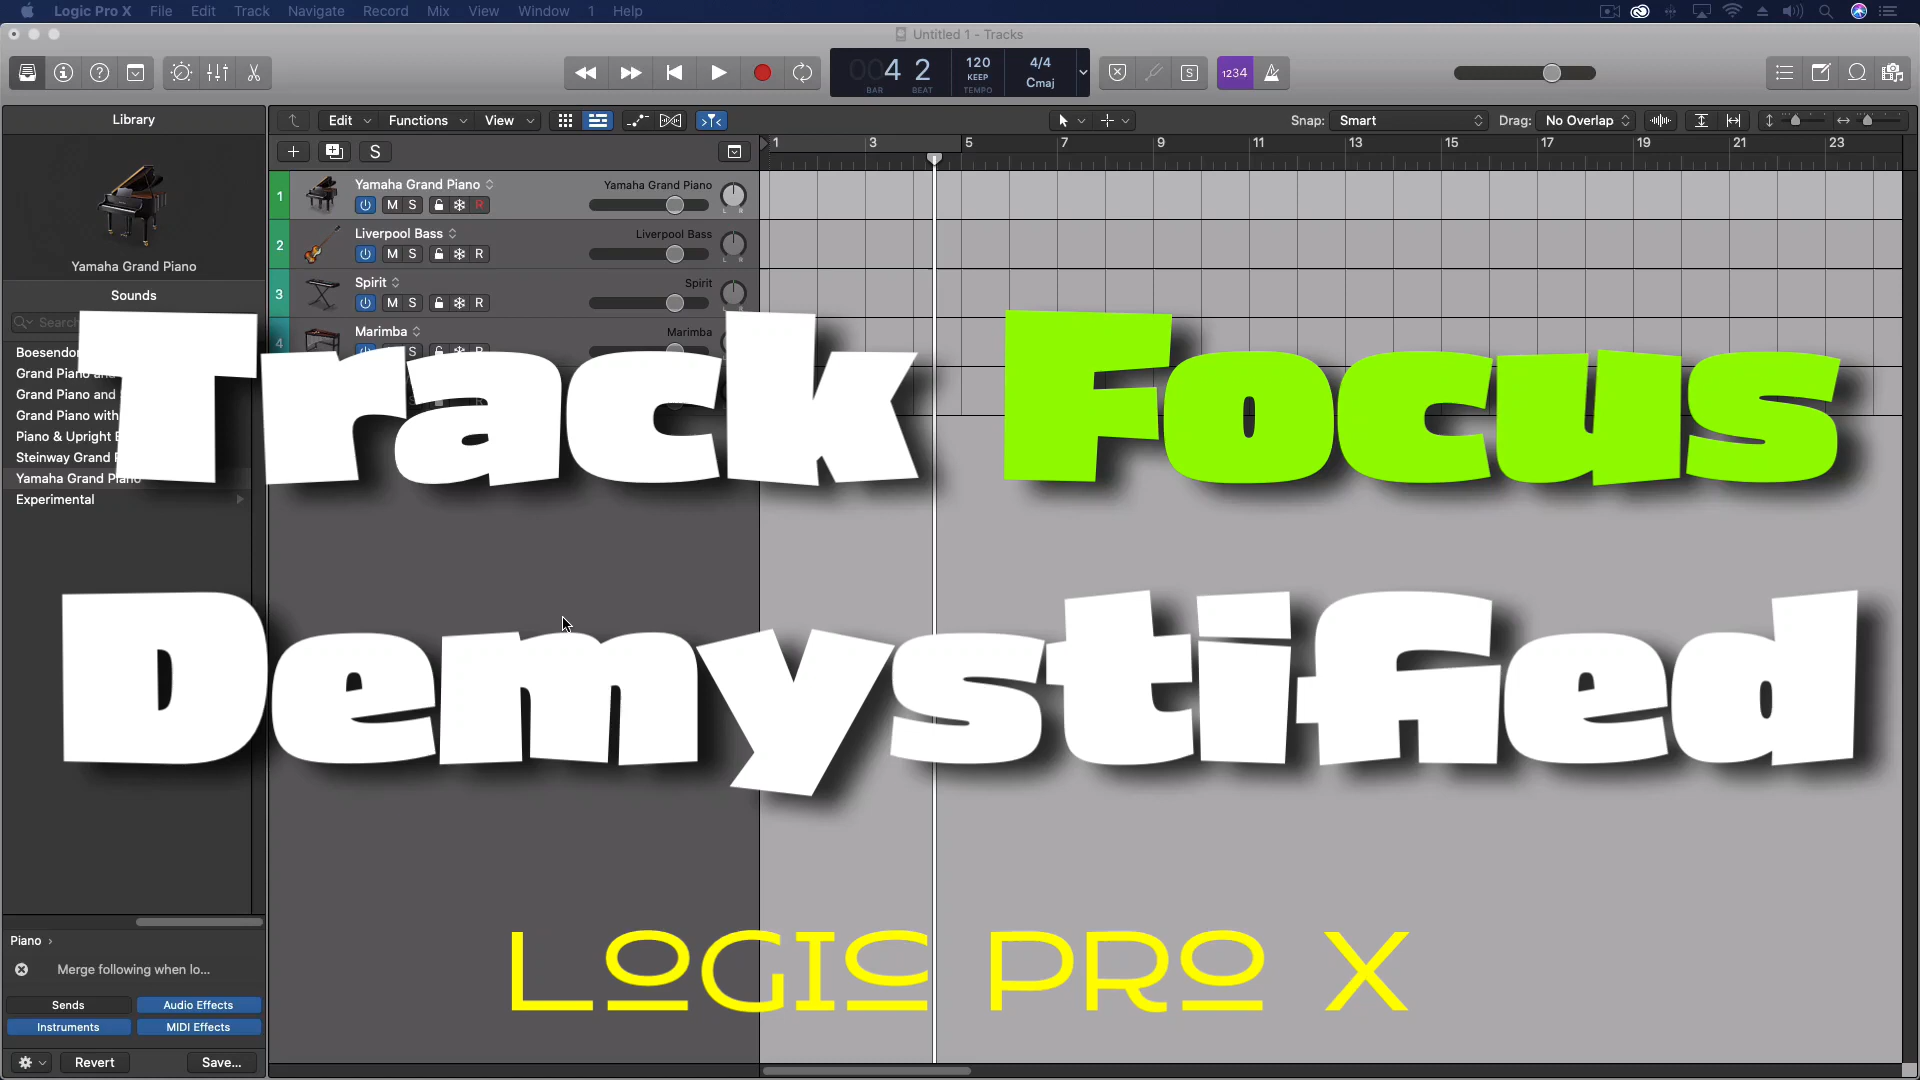 Logic Pro X File Edit Track Navigate Record Mix View Window 1 Help
Untitled 1 - Tracks
004 2 120 4/4
KEEP Cmaj
BAR BEAT TEMPO
1234
S
Library
Edit Functions View
Snap: Smart Drag: No Overlap
1 3 5 7 9 11 13 15 17 19 21 23
S
1 Yamaha Grand Piano Yamaha Grand Piano
M S R L R
2 Liverpool Bass Liverpool Bass
M S R L R
3 Spirit Spirit
M S R
4 Marimba Marimba
S R
Yamaha Grand Piano
Sounds
Search
Boesendo
Grand Piano and
Grand Piano and
Grand Piano with
Piano & Upright
Steinway Grand
Yamaha Grand Piano
Experimental
Track Focus
Demystified
LOGIC PRO X
Piano ›
Merge following when lo...
Sends Audio Effects
Instruments MIDI Effects
Revert Save...